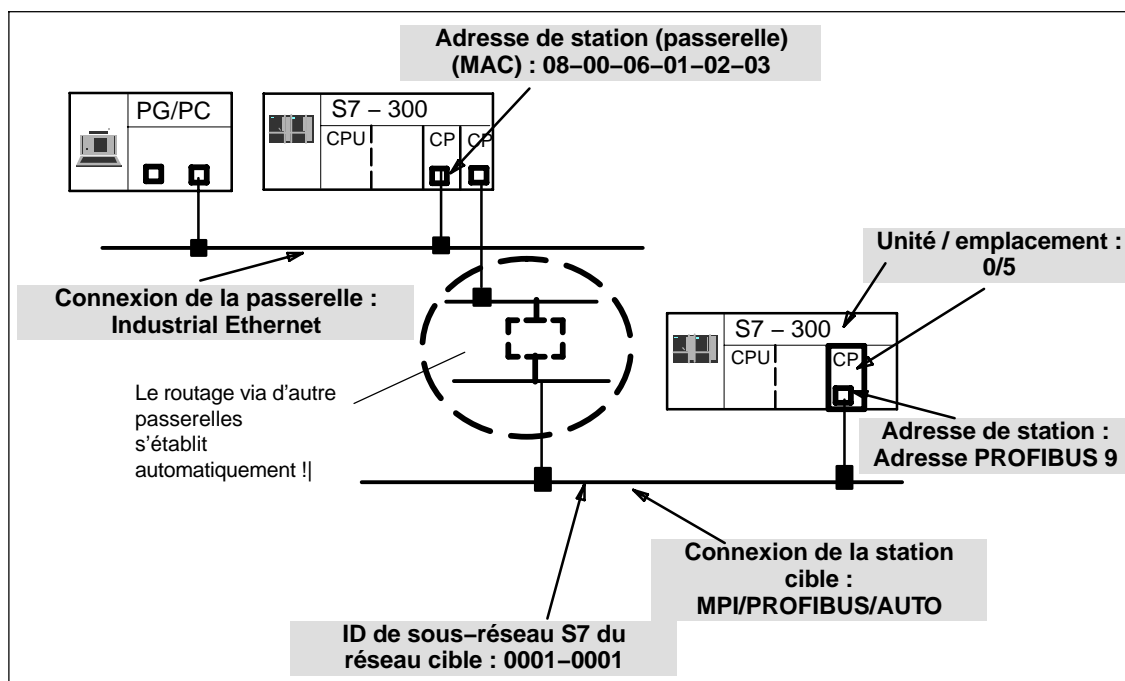 Adresse de station (passerelle)
(MAC) : 08−00−06−01−02−03
PG/PC
S7 − 300
CPU
CP
CP
Connexion de la passerelle :
Industrial Ethernet
Unité / emplacement :
0/5
S7 − 300
CPU
CP
Le routage via d'autre
passerelles
s'établit
automatiquement !|
Adresse de station :
Adresse PROFIBUS 9
Connexion de la station
cible :
MPI/PROFIBUS/AUTO
ID de sous−réseau S7 du
réseau cible : 0001−0001